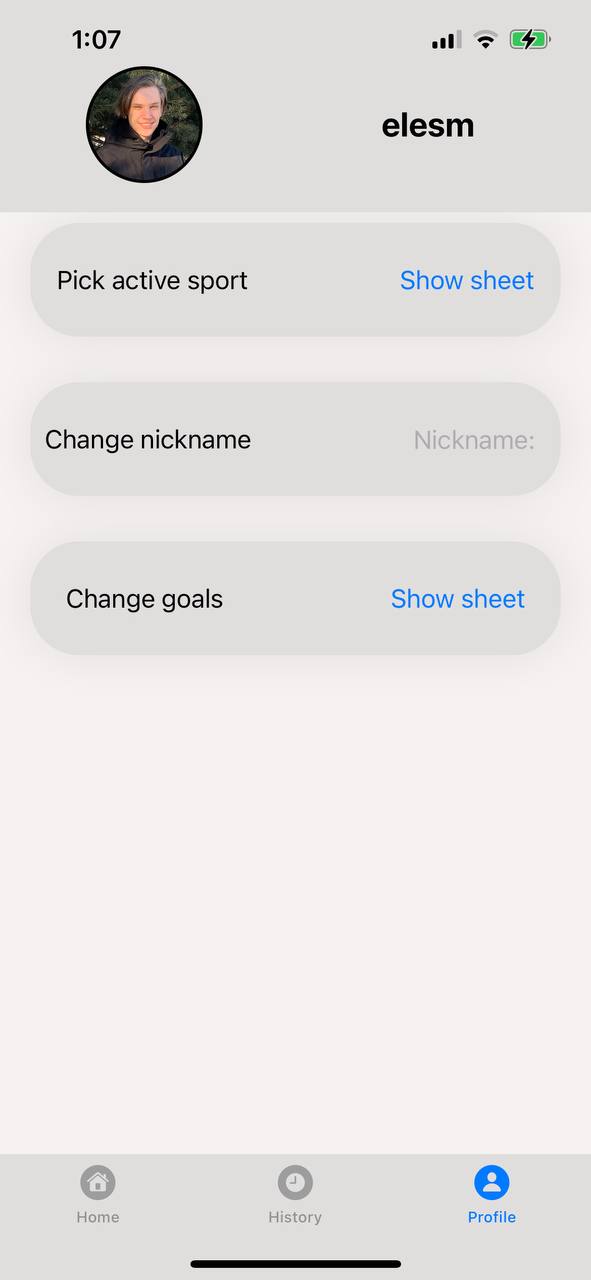 1:07
elesm
Pick active sport Show sheet
Change nickname Nickname:
Change goals Show sheet
Home History Profile